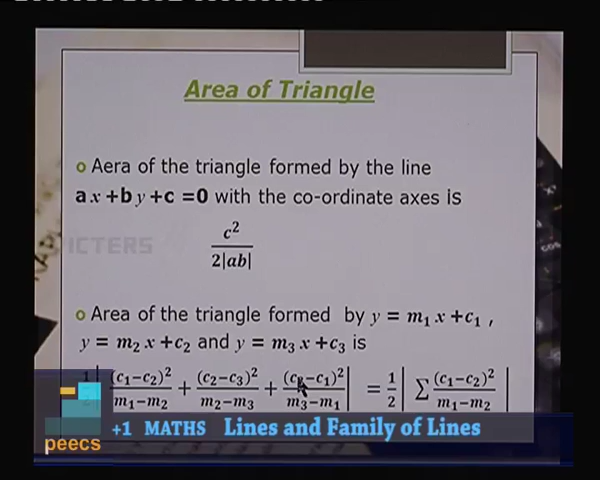 Area of Triangle
o Aera of the triangle formed by the line
ax+by+c =0 with the co-ordinate axes is
c²
2|ab|
ICTERS
o Area of the triangle formed by y = m₁x+c₁ ,
y = m₂x+c₂ and y = m₃x+c₃ is
| (c₁−c₂)²/m₁−m₂ + (c₂−c₃)²/m₂−m₃ + (c₃−c₁)²/m₃−m₁ | = 1/2 | ∑ (c₁−c₂)²/m₁−m₂ |
+1 MATHS Lines and Family of Lines
peecs